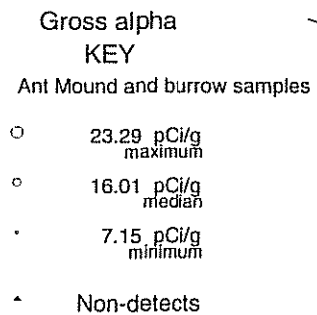 Gross alpha
KEY
Ant Mound and burrow samples
23.29 pCi/g
maximum
16.01 pCi/g
median
7.15 pCi/g
minimum
Non-detects